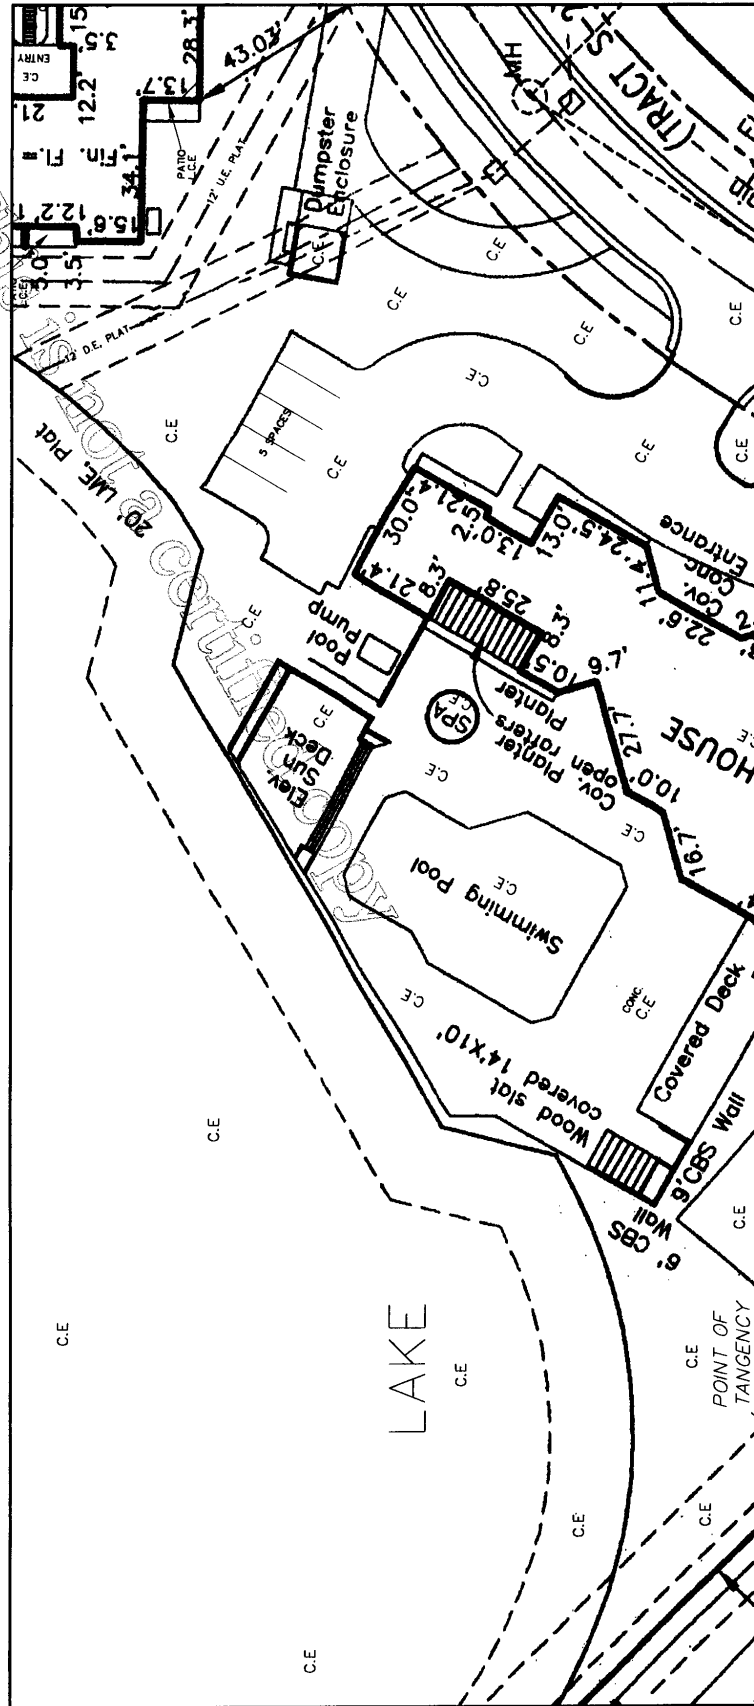 15
3.5'
28.3'
43.03'
C.E
ENTRY
12.2'
13.7'
21
Fin. Fl.=
34.1'
PATIO
L.C.E
12' U.E. PLAT
12.2'
15.6'
3.0'
3.5'
L.C.E
Dumpster
Enclosure
C.E
MH
(TRACT SL-2
12' D.E. PLAT
C.E
C.E
C.E
C.E
C.E
20' LME, Plat
C.E
5 SPACES
C.E
C.E
C.E
is not a certified copy
30.0'
21.4'
2.5'
13.0'
13.0'
24.5'
11.4'
22.6'
Cov. Conc
Entrance
21.4'
8.3'
25.8'
8.3'
10.5'
7.9'
27.7'
10.0'
16.7'
C.E
Pool
Pump
Elev.
Sun
Deck
C.E
SPA
C.E
Cov. Planter
open rafters
Planter
C.E
HOUSE
C.E
C.E
Swimming Pool
C.E
C.E
CONC.
C.E
Covered Deck
Wood slat
covered 14'X10'
9'CBS Wall
6' CBS
Wall
C.E
C.E
C.E
LAKE
C.E
C.E
POINT OF
TANGENCY
C.E
C.E
C.E